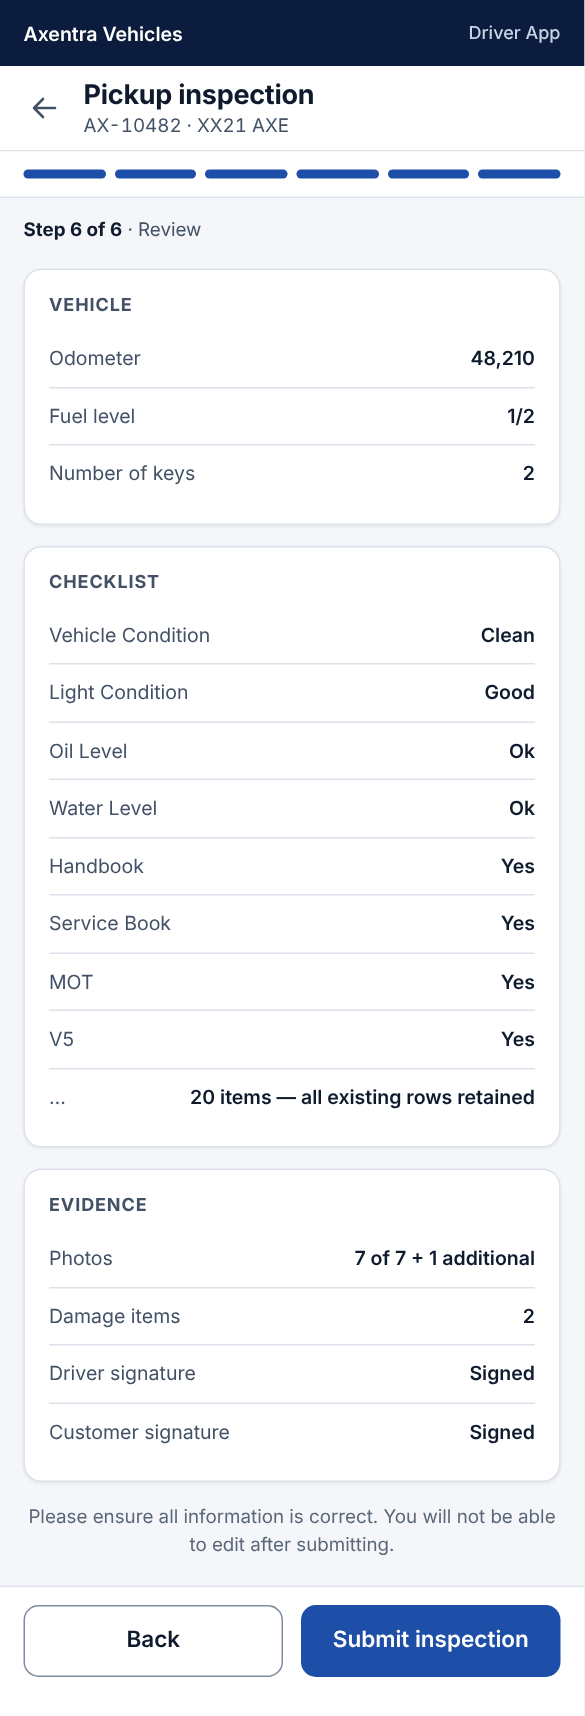 Axentra Vehicles
Driver App
Pickup inspection
AX-10482 · XX21 AXE
Step 6 of 6 · Review
VEHICLE
Odometer 48,210
Fuel level 1/2
Number of keys 2
CHECKLIST
Vehicle Condition Clean
Light Condition Good
Oil Level Ok
Water Level Ok
Handbook Yes
Service Book Yes
MOT Yes
V5 Yes
... 20 items — all existing rows retained
EVIDENCE
Photos 7 of 7 + 1 additional
Damage items 2
Driver signature Signed
Customer signature Signed
Please ensure all information is correct. You will not be able
to edit after submitting.
Back
Submit inspection